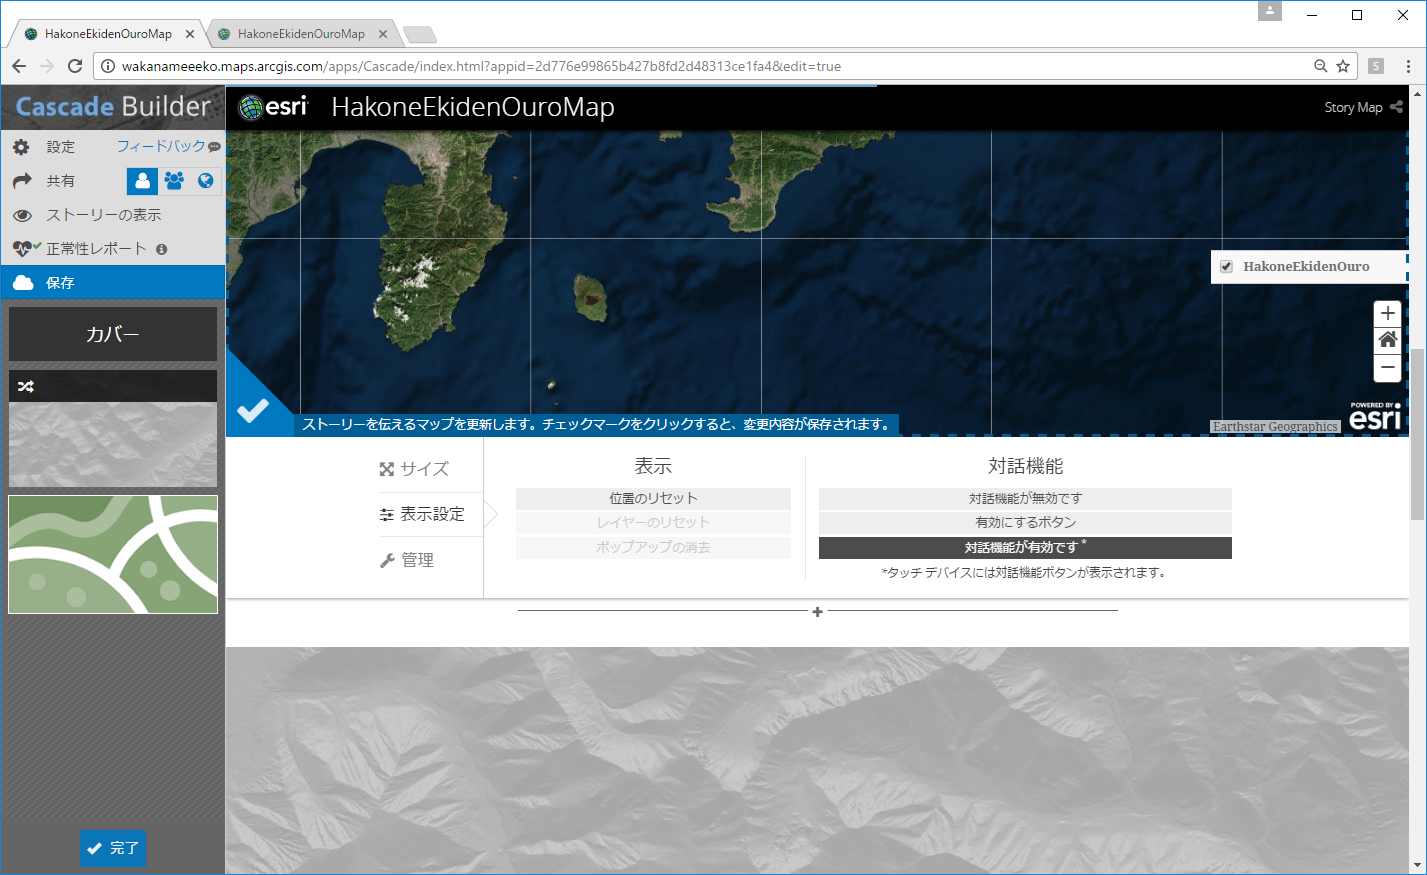 HakoneEkidenOuroMap
HakoneEkidenOuroMap
wakanameeeko.maps.arcgis.com/apps/Cascade/index.html?appid=2d776e99865b427b8fd2d48313ce1fa4&edit=true
S
Cascade Builder
esri
HakoneEkidenOuroMap
Story Map
設定
フィードバック
共有
ストーリーの表示
正常性レポート
保存
カバー
完了
HakoneEkidenOuro
+
−
POWERED BY
esri
Earthstar Geographics
ストーリーを伝えるマップを更新します。チェックマークをクリックすると、変更内容が保存されます。
サイズ
表示設定
管理
表示
位置のリセット
レイヤーのリセット
ポップアップの消去
対話機能
対話機能が無効です
有効にするボタン
対話機能が有効です*
*タッチ デバイスには対話機能ボタンが表示されます。